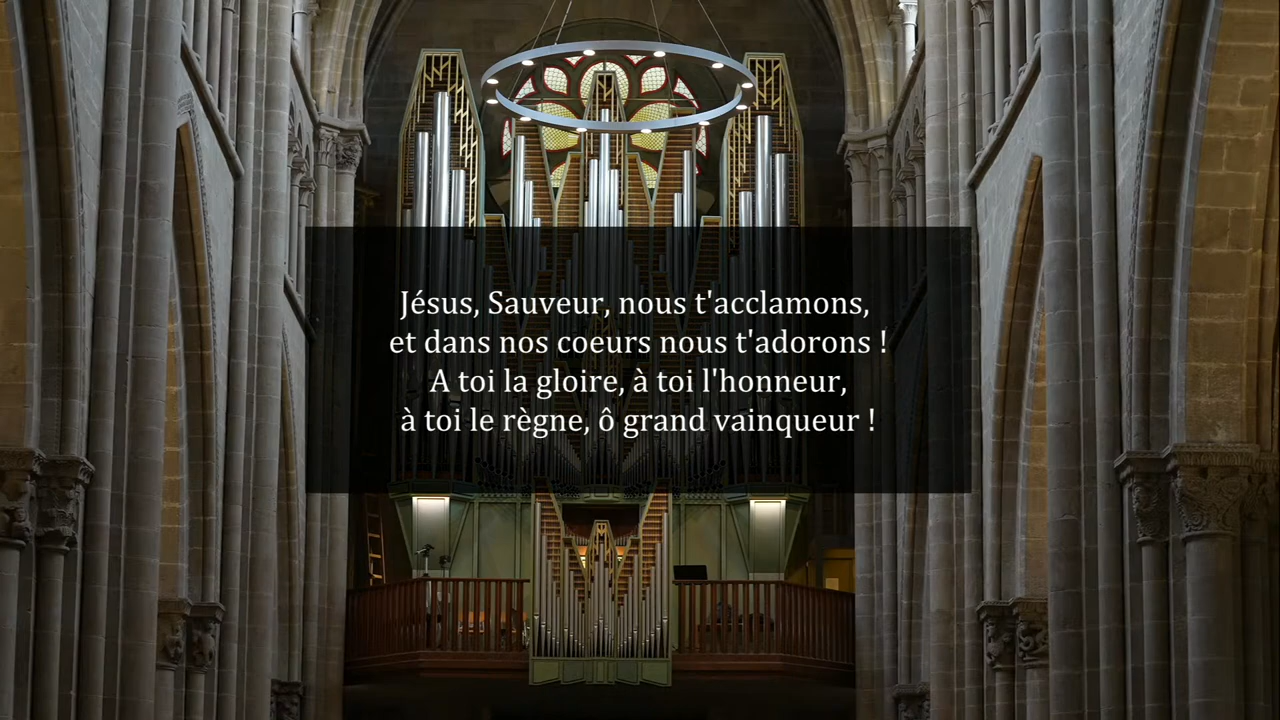 Jésus, Sauveur, nous t'acclamons,
et dans nos coeurs nous t'adorons !
A toi la gloire, à toi l'honneur,
à toi le règne, ô grand vainqueur !